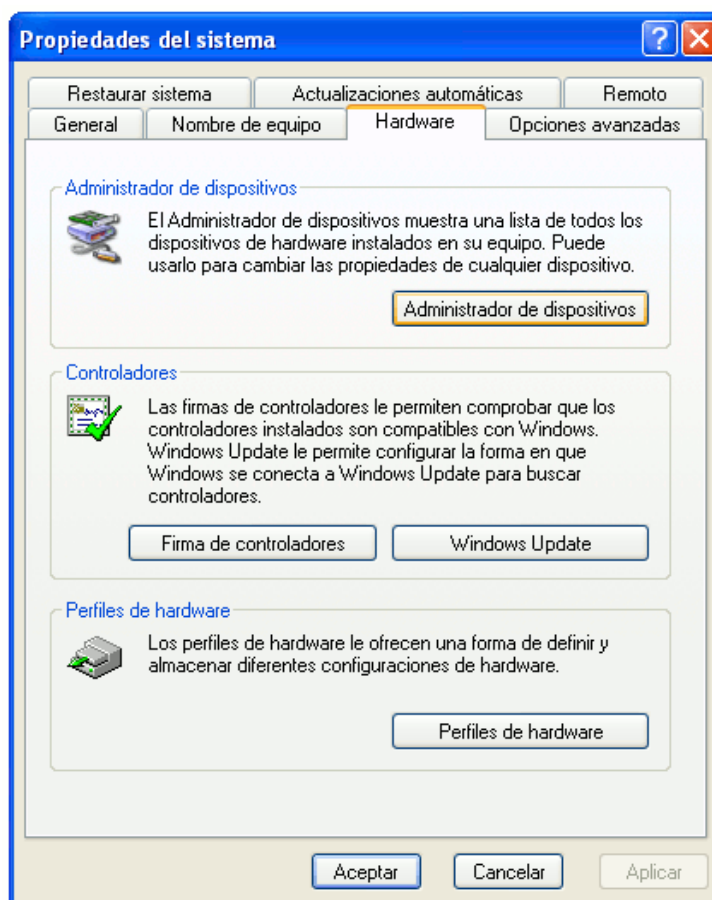 Propiedades del sistema
Restaurar sistema
Actualizaciones automáticas
Remoto
General
Nombre de equipo
Hardware
Opciones avanzadas
Administrador de dispositivos
El Administrador de dispositivos muestra una lista de todos los
dispositivos de hardware instalados en su equipo. Puede
usarlo para cambiar las propiedades de cualquier dispositivo.
Administrador de dispositivos
Controladores
Las firmas de controladores le permiten comprobar que los
controladores instalados son compatibles con Windows.
Windows Update le permite configurar la forma en que
Windows se conecta a Windows Update para buscar
controladores.
Firma de controladores
Windows Update
Perfiles de hardware
Los perfiles de hardware le ofrecen una forma de definir y
almacenar diferentes configuraciones de hardware.
Perfiles de hardware
Aceptar
Cancelar
Aplicar